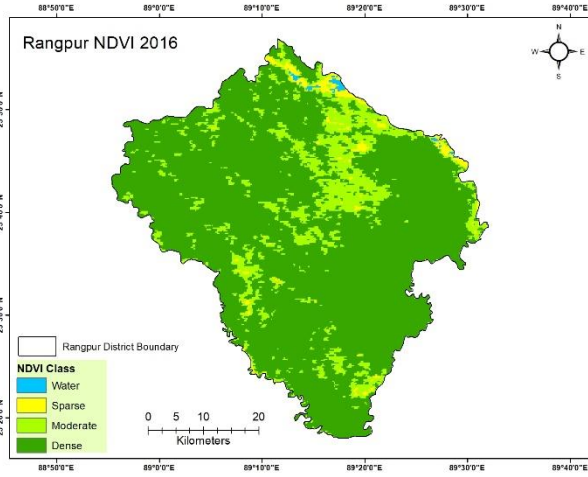 88°50'0"E 89°0'0"E 89°10'0"E 89°20'0"E 89°30'0"E 89°40'0"E
Rangpur NDVI 2016
N
W E
S
Rangpur District Boundary
NDVI Class
Water
Sparse
Moderate
Dense
0 5 10 20
Kilometers
88°50'0"E 89°0'0"E 89°10'0"E 89°20'0"E 89°30'0"E 89°40'0"E